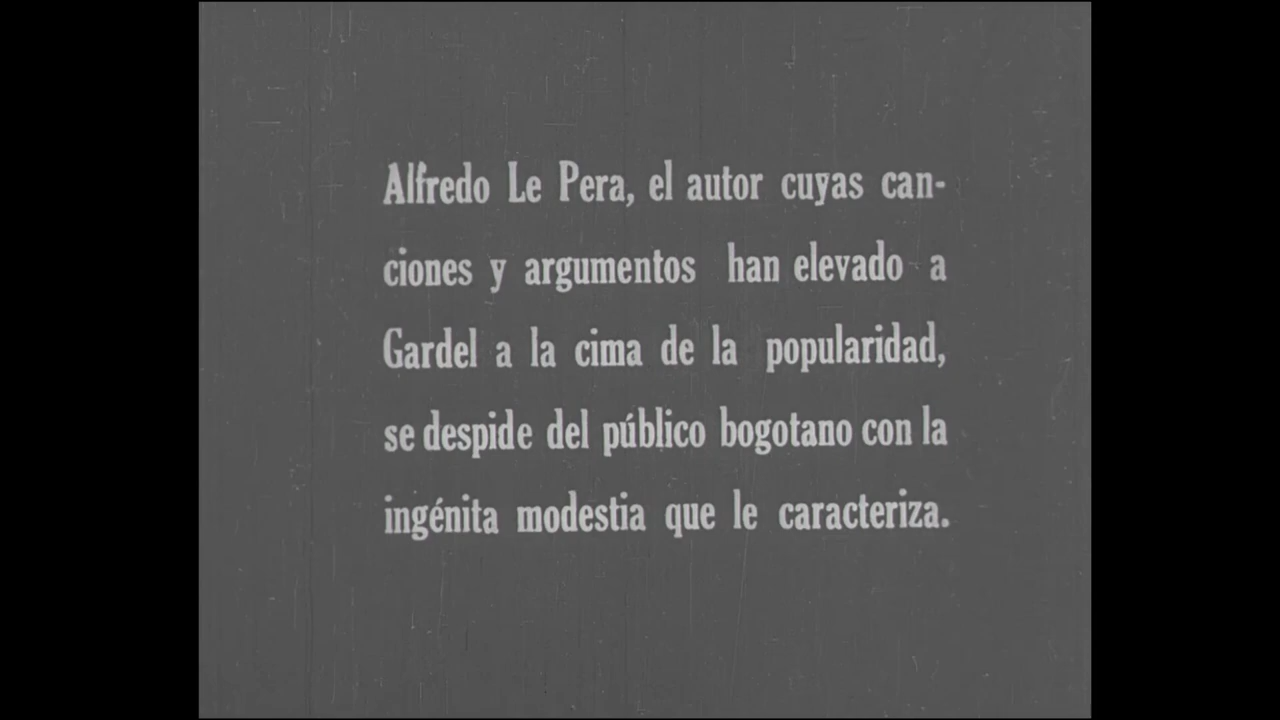 Alfredo Le Pera, el autor cuyas can-
ciones y argumentos han elevado a
Gardel a la cima de la popularidad,
se despide del público bogotano con la
ingénita modestia que le caracteriza.